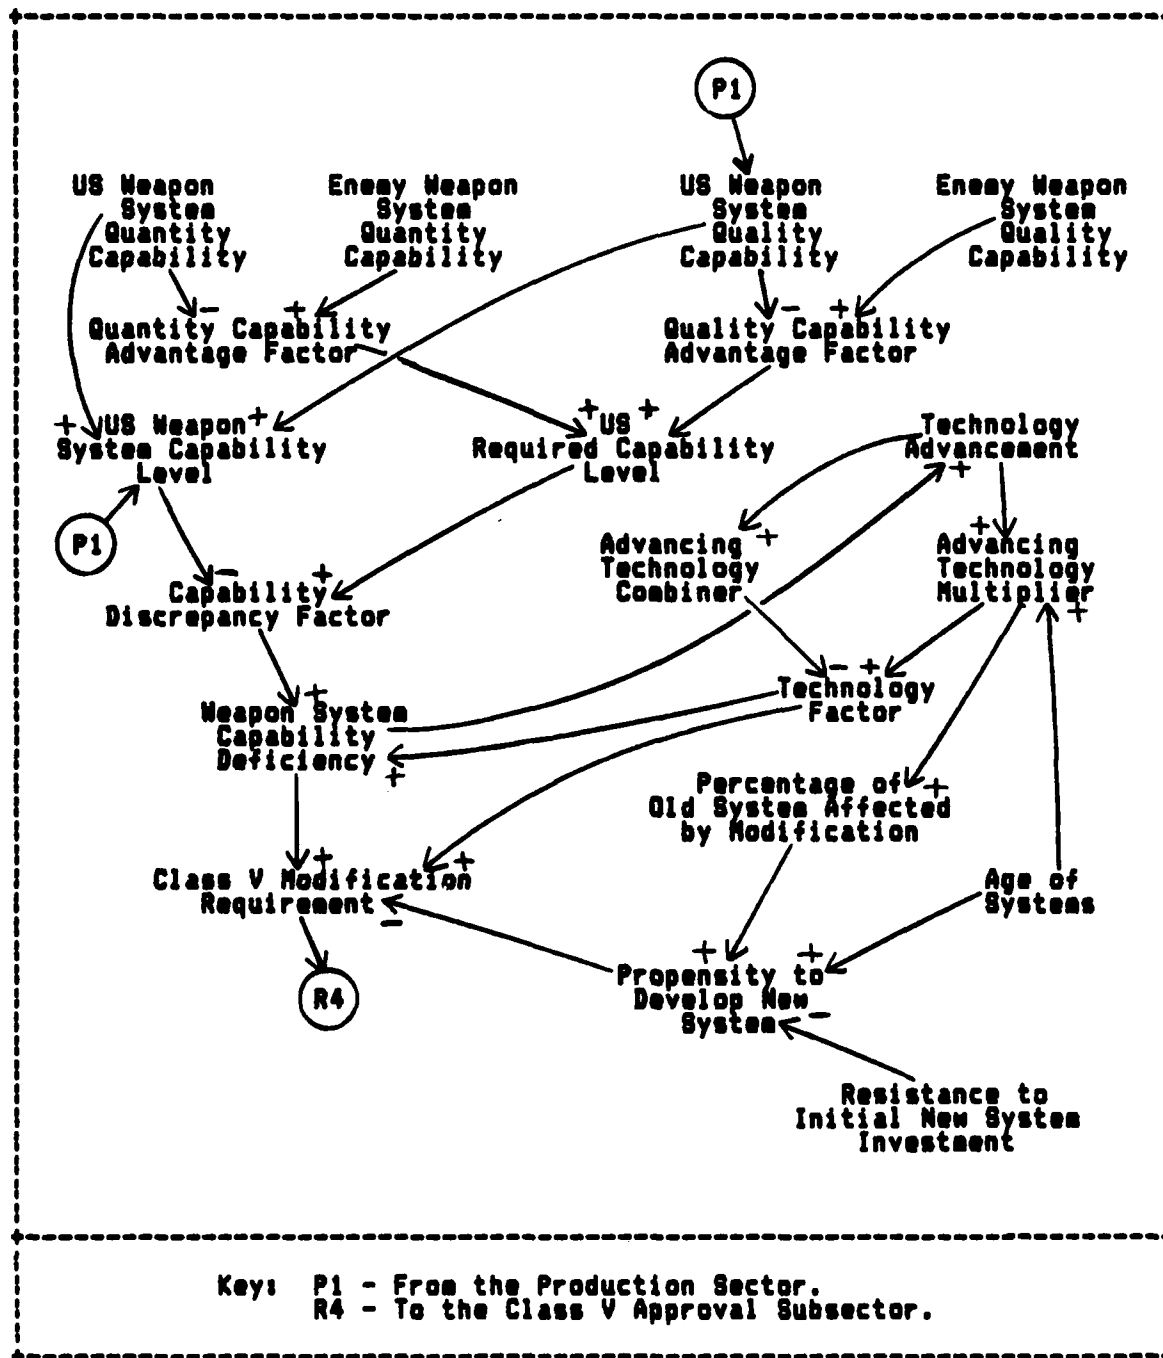 P1
US Weapon
System
Quantity
Capability
Enemy Weapon
System
Quantity
Capability
US Weapon
System
Quality
Capability
Enemy Weapon
System
Quality
Capability
- +
Quantity Capability
Advantage Factor
- +
Quality Capability
Advantage Factor
+ US Weapon +
System Capability
Level
+ US +
Required Capability
Level
Technology
Advancement
+
P1
Advancing +
Technology
Combiner
+
Advancing
Technology
Multiplier
+
- +
Capability
Discrepancy Factor
+
Weapon System
Capability
Deficiency
+
- +
Technology
Factor
Percentage of +
Old System Affected
by Modification
+ +
Class V Modification
Requirement
-
Age of
Systems
R4
+ +
Propensity to
Develop New
System -
Resistance to
Initial New System
Investment
Key: P1 - From the Production Sector.
R4 - To the Class V Approval Subsector.